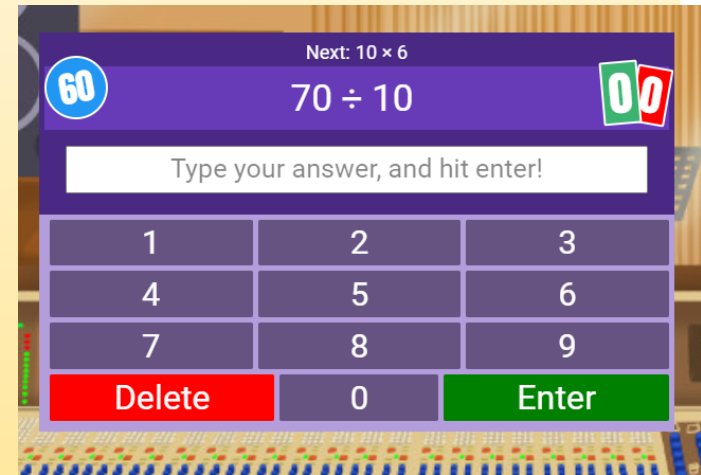 Next: 10 × 6
60
70 ÷ 10
0 0
Type your answer, and hit enter!
1 2 3
4 5 6
7 8 9
Delete 0 Enter